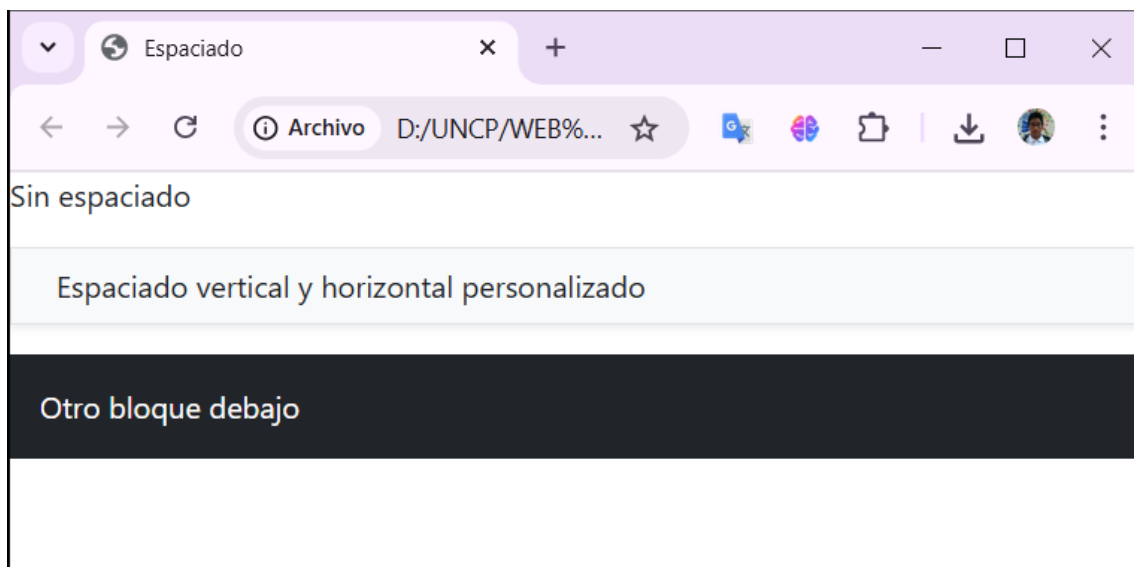 Espaciado
Archivo D:/UNCP/WEB%...
Sin espaciado
Espaciado vertical y horizontal personalizado
Otro bloque debajo